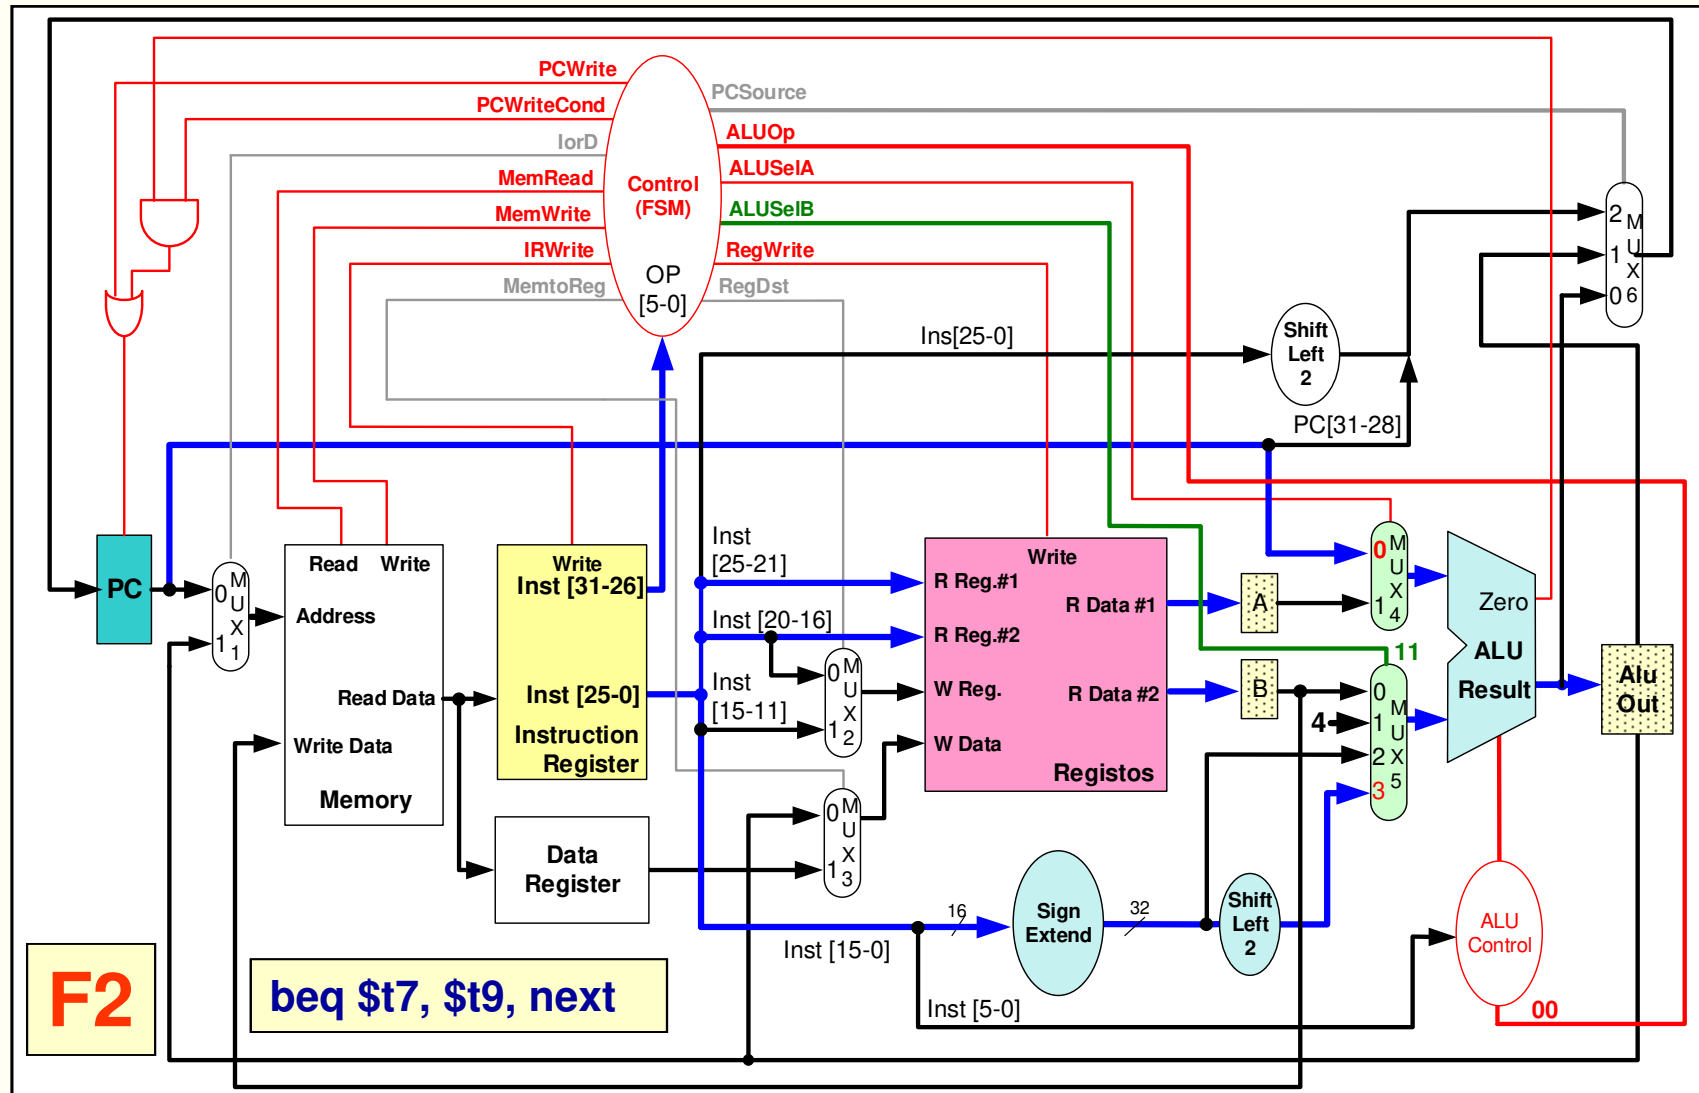 PCWrite
PCWriteCond
IorD
MemRead
MemWrite
IRWrite
MemtoReg
Control
(FSM)
OP
[5-0]
PCSource
ALUOp
ALUSelA
ALUSelB
RegWrite
RegDst
2
1
0
M
U
X
6
Ins[25-0]
Shift
Left
2
PC[31-28]
PC
0
1
M
U
X
1
Read Write
Address
Read Data
Write Data
Memory
Write
Inst [31-26]
Inst [25-0]
Instruction
Register
Data
Register
Inst
[25-21]
Inst [20-16]
Inst
[15-11]
0
1
M
U
X
2
0
1
M
U
X
3
Write
R Reg.#1
R Reg.#2
W Reg.
W Data
R Data #1
R Data #2
Registos
A
B
0
1
M
U
X
4
11
4
0
1
2
3
M
U
X
5
Zero
ALU
Result
Alu
Out
Inst [15-0]
16
Sign
Extend
32
Shift
Left
2
Inst [5-0]
ALU
Control
00
F2
beq $t7, $t9, next